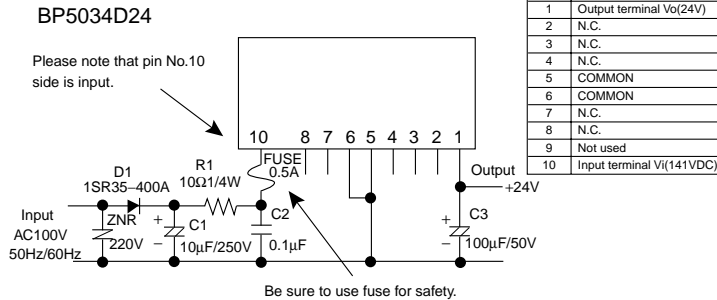 BP5034D24
Please note that pin No.10
side is input.
10 8 7 6 5 4 3 2 1
FUSE
0.5A
D1
1SR35–400A
R1
10Ω1/4W
Output
+24V
Input
AC100V
50Hz/60Hz
ZNR
220V
+
–
C1
10µF/250V
C2
0.1µF
+
–
C3
100µF/50V
Be sure to use fuse for safety.
1 Output terminal Vo(24V)
2 N.C.
3 N.C.
4 N.C.
5 COMMON
6 COMMON
7 N.C.
8 N.C.
9 Not used
10 Input terminal Vi(141VDC)